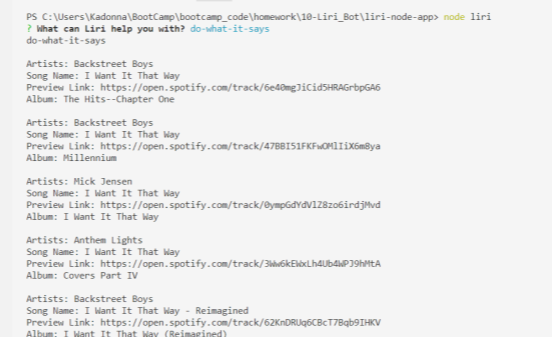 PS C:\Users\Kadonna\BootCamp\bootcamp_code\homework\10-Liri_Bot\liri-node-app> node liri
? What can Liri help you with? do-what-it-says
do-what-it-says
Artists: Backstreet Boys
Song Name: I Want It That Way
Preview Link: https://open.spotify.com/track/6e40mgJiCid5HRAGrbpGA6
Album: The Hits--Chapter One
Artists: Backstreet Boys
Song Name: I Want It That Way
Preview Link: https://open.spotify.com/track/47BBI51FKFwOMlIiX6m8ya
Album: Millennium
Artists: Mick Jensen
Song Name: I Want It That Way
Preview Link: https://open.spotify.com/track/0ympGdYdVlZ8zo6irdjMvd
Album: I Want It That Way
Artists: Anthem Lights
Song Name: I Want It That Way
Preview Link: https://open.spotify.com/track/3Ww6kEWxLh4Ub4WPJ9hMtA
Album: Covers Part IV
Artists: Backstreet Boys
Song Name: I Want It That Way - Reimagined
Preview Link: https://open.spotify.com/track/62KnDRUq6CBcT7Bqb9IHKV
Album: I Want It That Way (Reimagined)